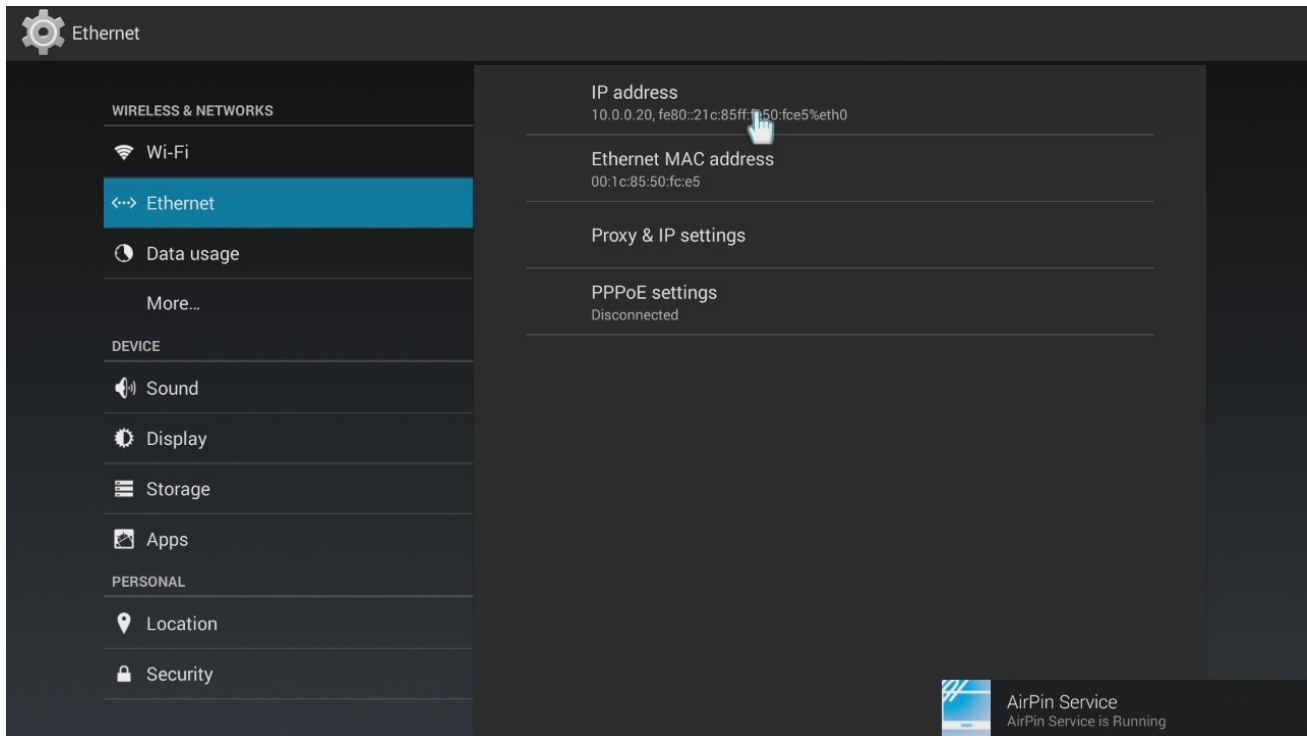 Ethernet
WIRELESS & NETWORKS
Wi-Fi
Ethernet
Data usage
More...
DEVICE
Sound
Display
Storage
Apps
PERSONAL
Location
Security
IP address
10.0.0.20, fe80::21c:85ff:fe50:fce5%eth0
Ethernet MAC address
00:1c:85:50:fc:e5
Proxy & IP settings
PPPoE settings
Disconnected
AirPin Service
AirPin Service is Running